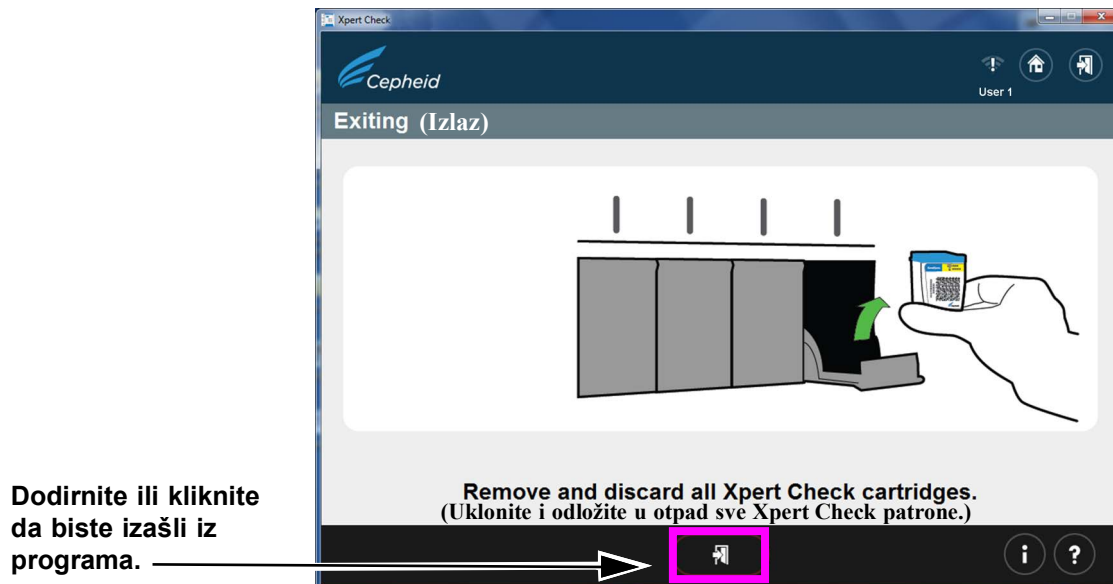 Xpert Check
Cepheid
User 1
Exiting (Izlaz)
Remove and discard all Xpert Check cartridges.
(Uklonite i odložite u otpad sve Xpert Check patrone.)
Dodirnite ili kliknite
da biste izašli iz
programa.
i ?